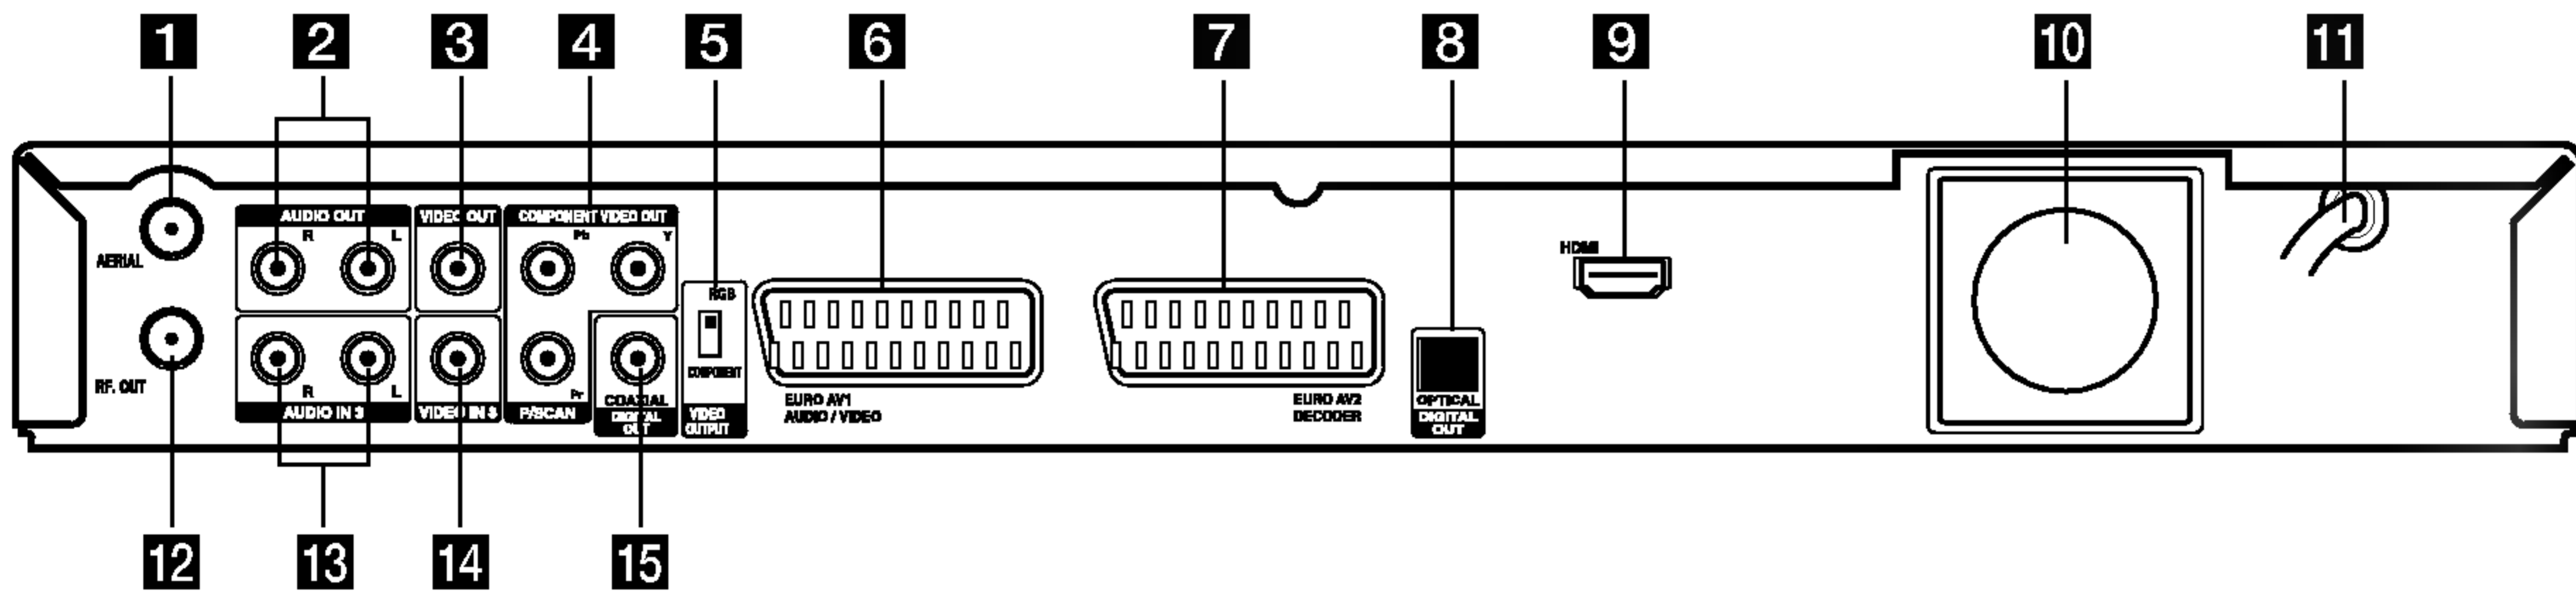 1 2 3 4 5 6 7 8 9 10 11
AUDIO OUT VIDEO OUT COMPONENT VIDEO OUT
R L Pb Y
AERIAL
HDMI
RGB
COMPONENT
RF. OUT
R L Pr
COAXIAL
EURO AV1
AUDIO / VIDEO
EURO AV2
DECODER
OPTICAL
DIGITAL
OUT
AUDIO IN 3 VIDEO IN 3 P/SCAN
DIGITAL
OUT
VIDEO
OUTPUT
12 13 14 15